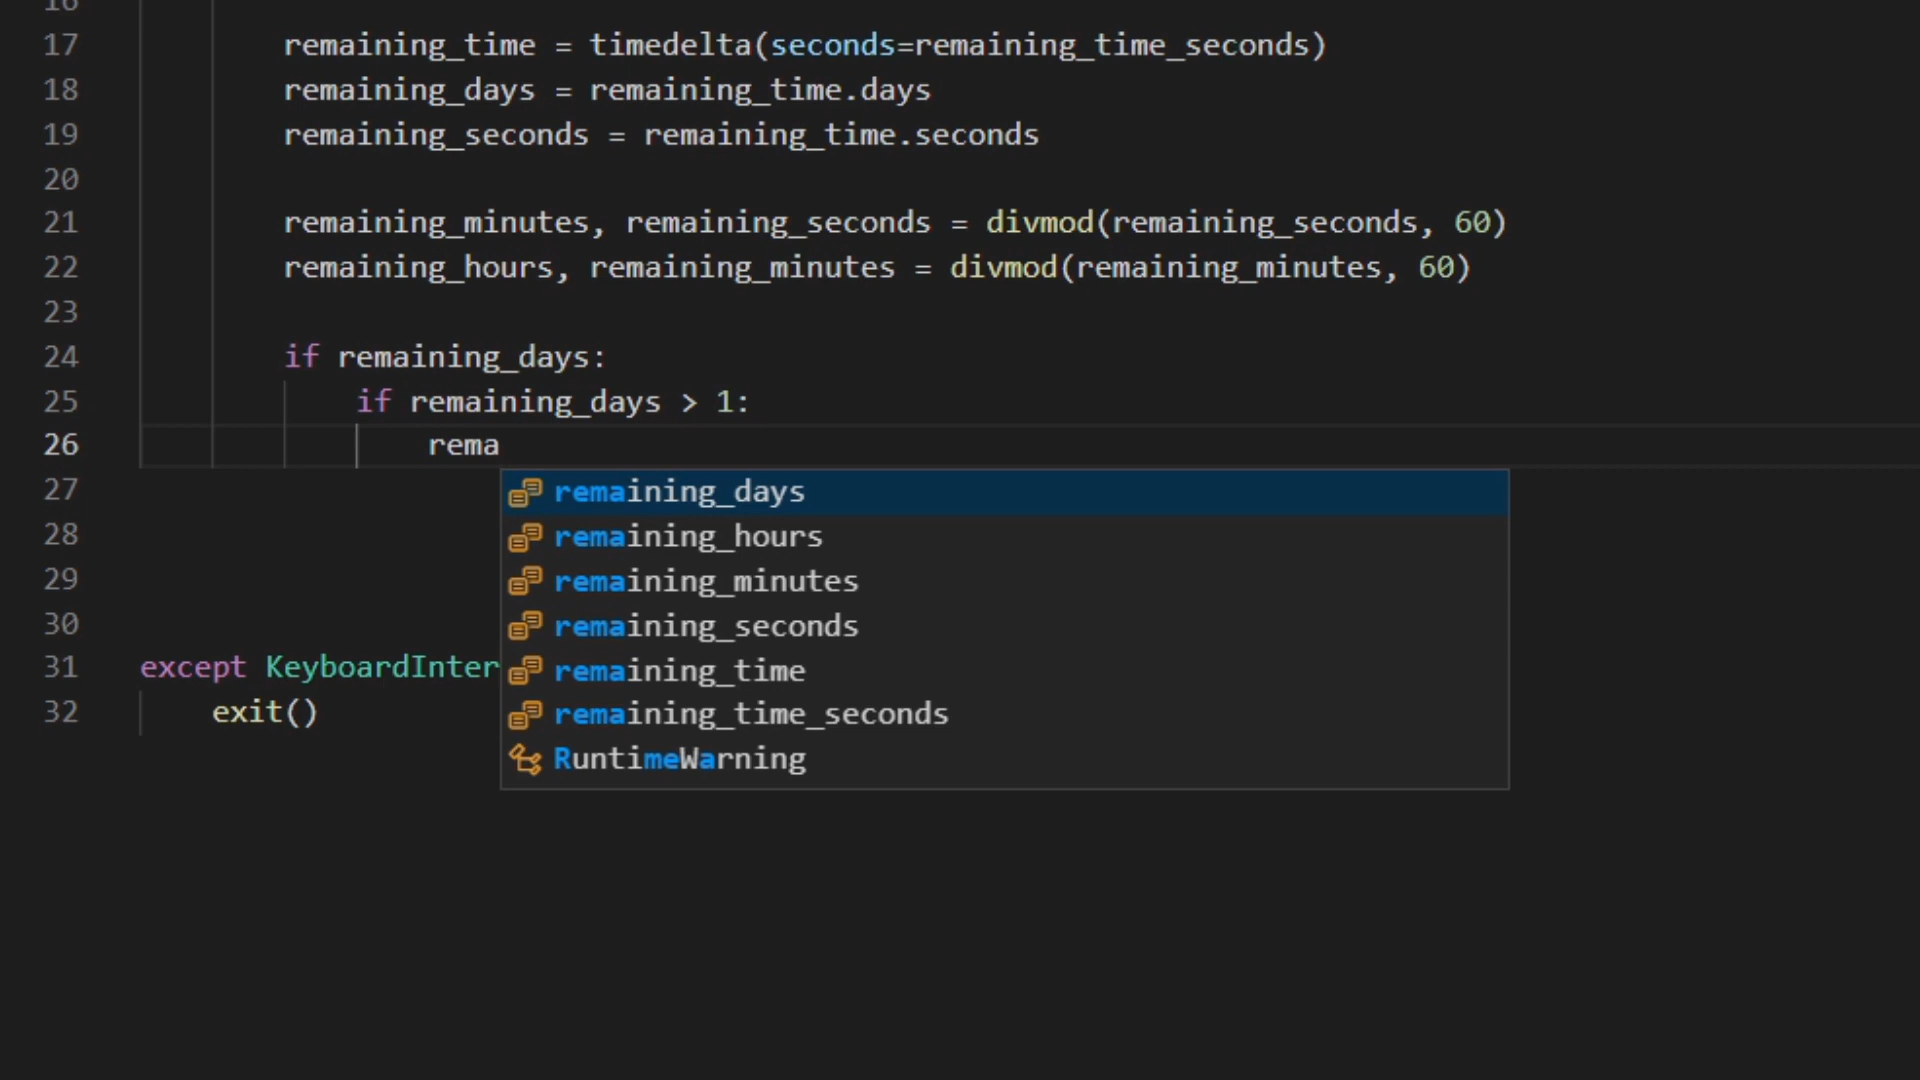 16
17 remaining_time = timedelta(seconds=remaining_time_seconds)
18 remaining_days = remaining_time.days
19 remaining_seconds = remaining_time.seconds
20
21 remaining_minutes, remaining_seconds = divmod(remaining_seconds, 60)
22 remaining_hours, remaining_minutes = divmod(remaining_minutes, 60)
23
24 if remaining_days:
25 if remaining_days > 1:
26 rema
27 remaining_days
28 remaining_hours
29 remaining_minutes
30 remaining_seconds
31 except KeyboardInter remaining_time
32 exit() remaining_time_seconds
RuntimeWarning